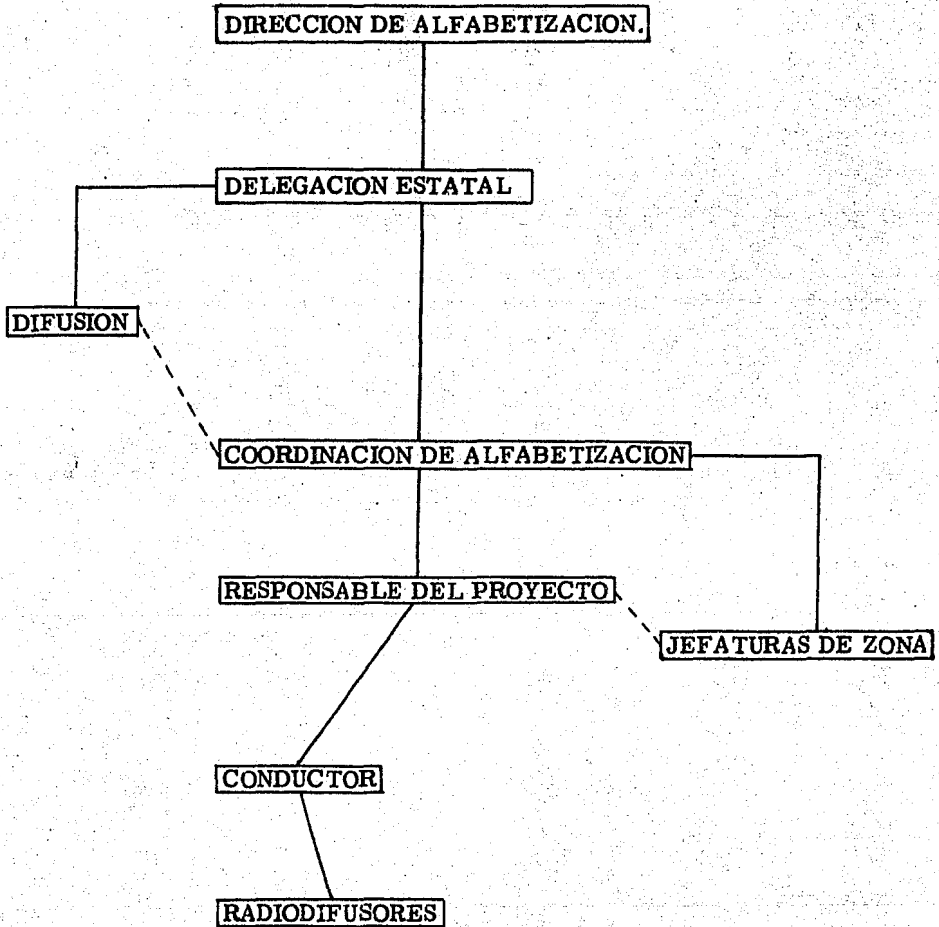 DIRECCION DE ALFABETIZACION.
DELEGACION ESTATAL
DIFUSION
COORDINACION DE ALFABETIZACION
RESPONSABLE DEL PROYECTO
JEFATURAS DE ZONA
CONDUCTOR
RADIODIFUSORES